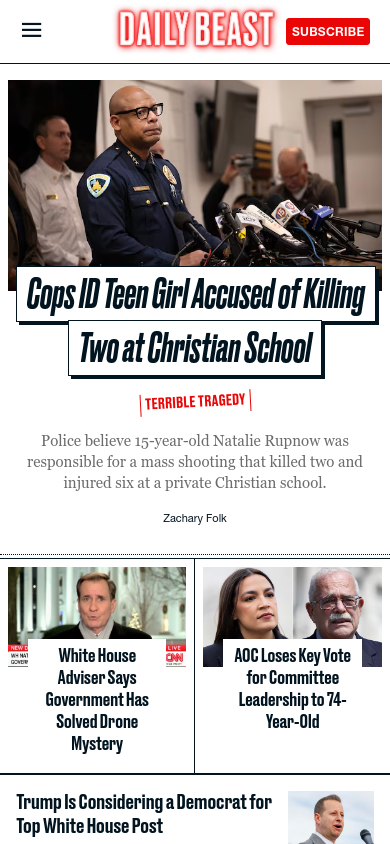 DAILY BEAST
SUBSCRIBE
Cops ID Teen Girl Accused of Killing
Two at Christian School
TERRIBLE TRAGEDY
Police believe 15-year-old Natalie Rupnow was
responsible for a mass shooting that killed two and
injured six at a private Christian school.
Zachary Folk
LIVE
CNN
White House
Adviser Says
Government Has
Solved Drone
Mystery
AOC Loses Key Vote
for Committee
Leadership to 74-
Year-Old
Trump Is Considering a Democrat for
Top White House Post